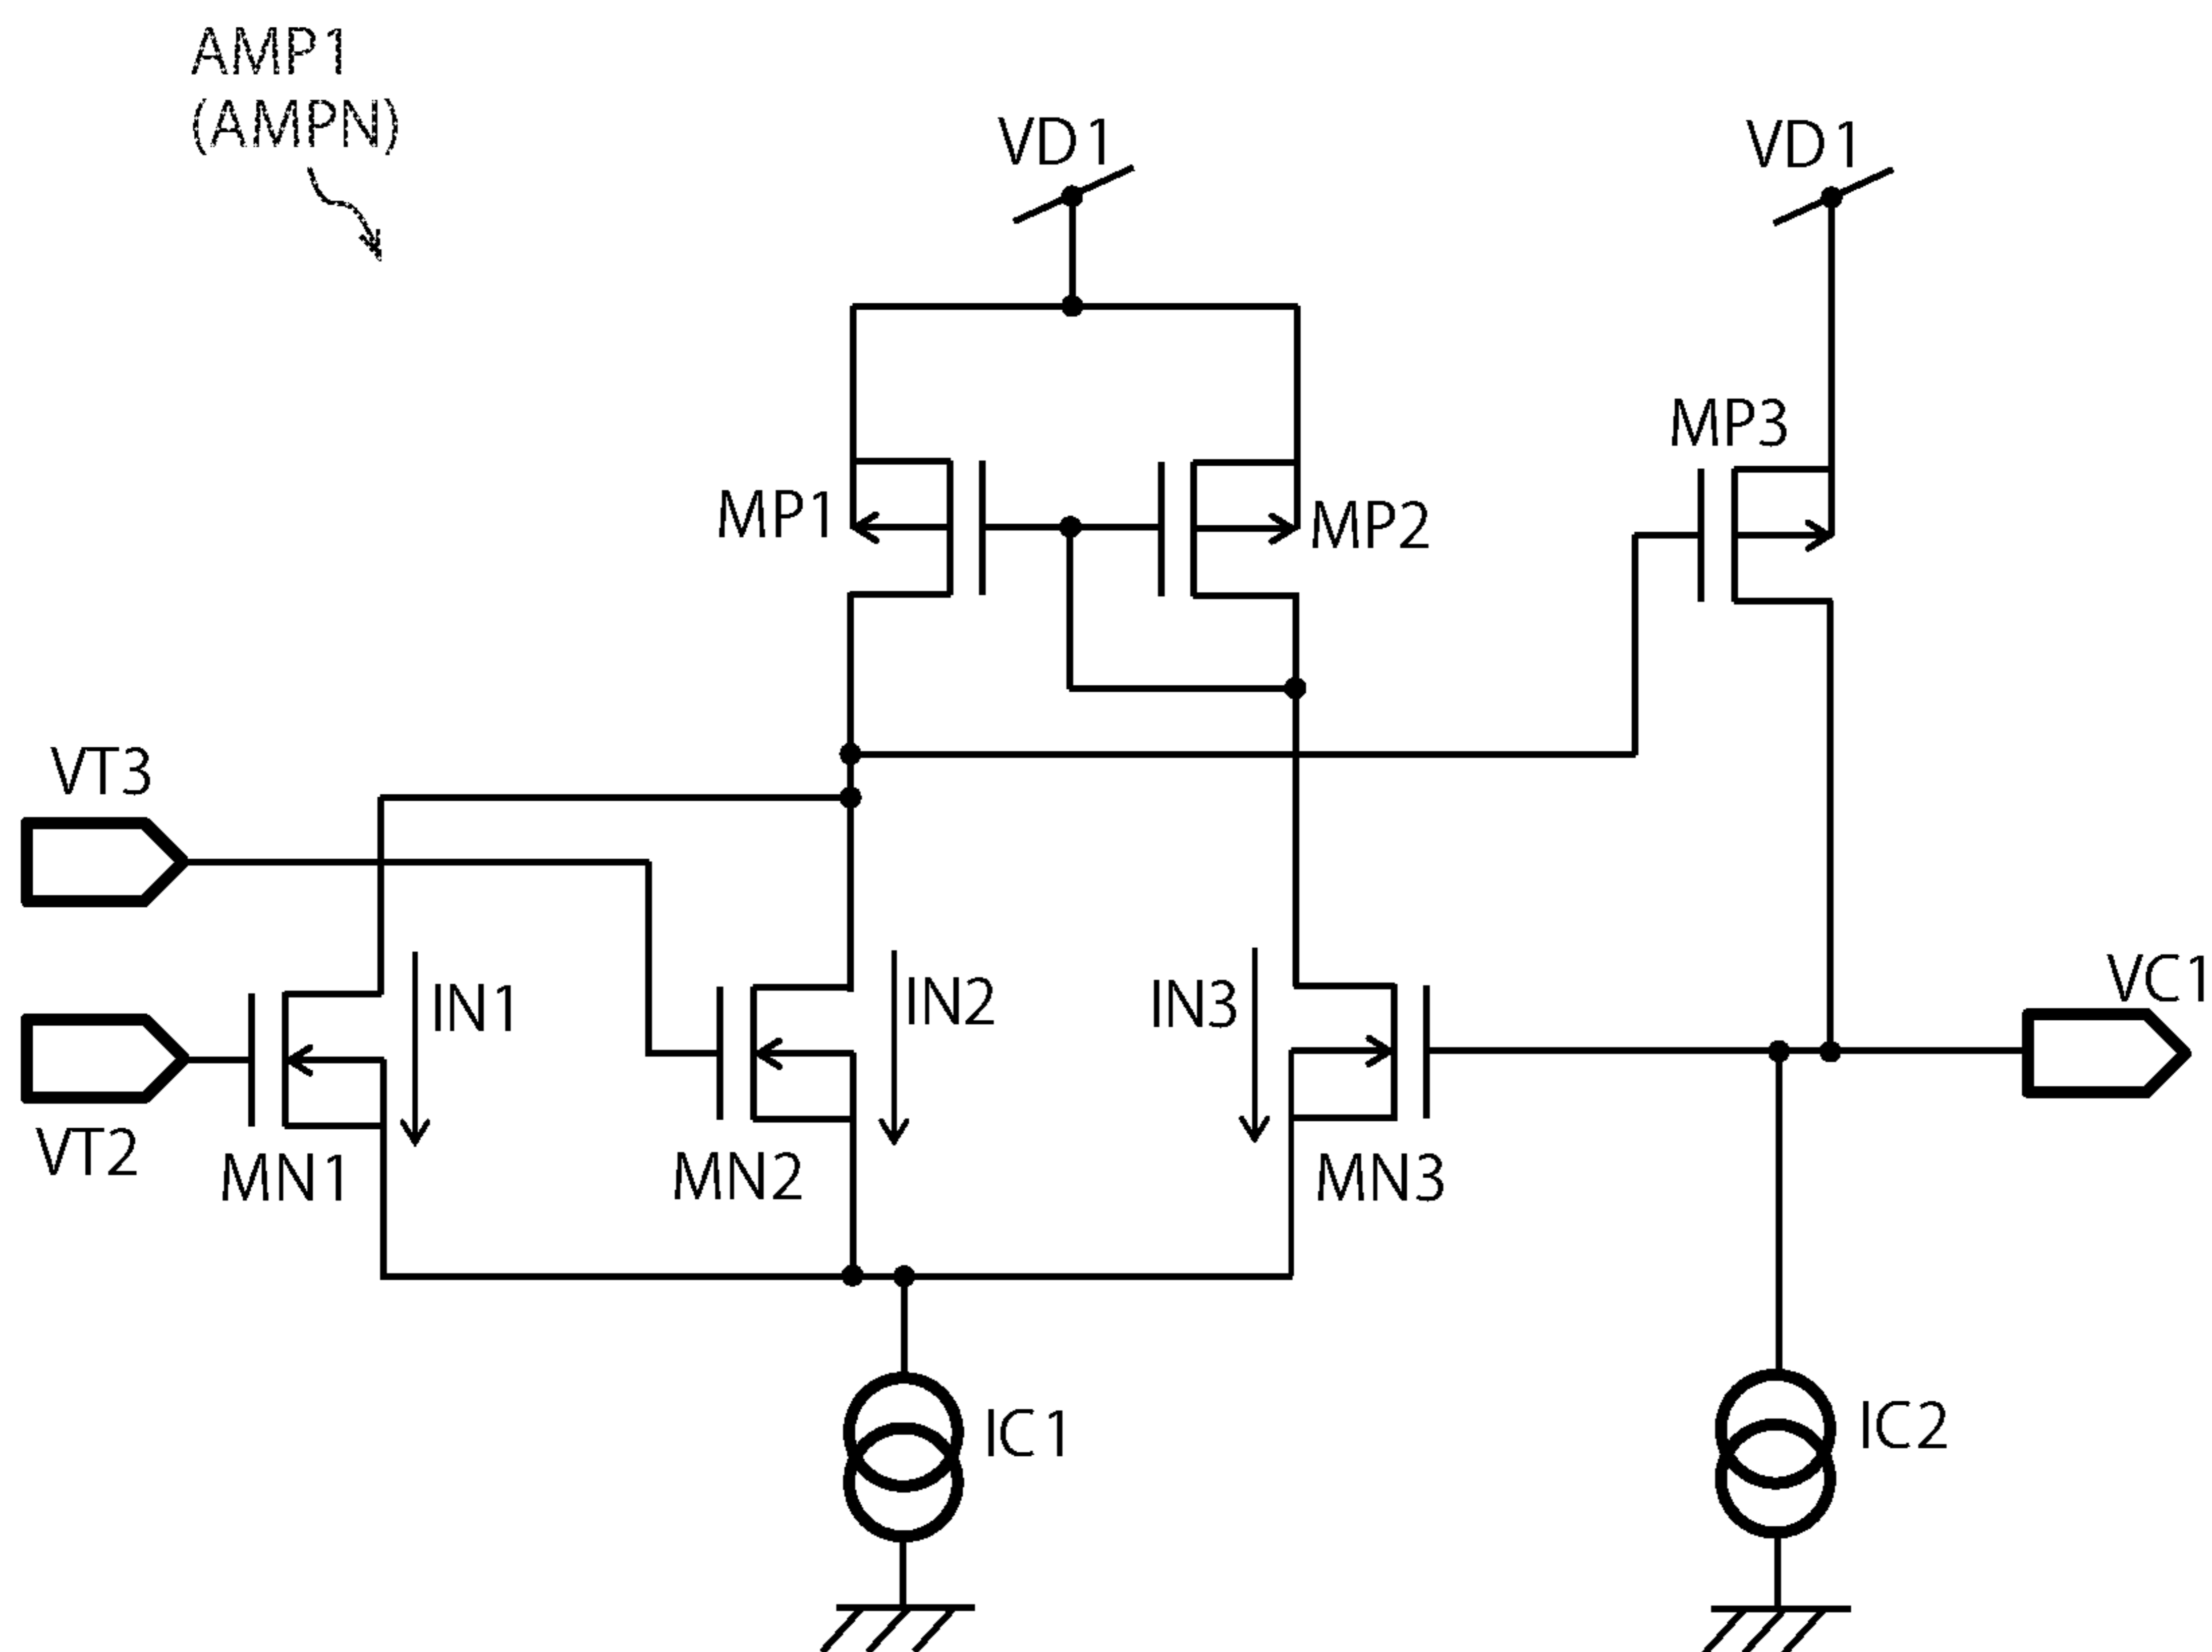 AMP1
(AMPN)
VD1
VD1
MP3
MP1
MP2
VT3
VC1
IN1
IN2
IN3
VT2
MN1
MN2
MN3
IC1
IC2